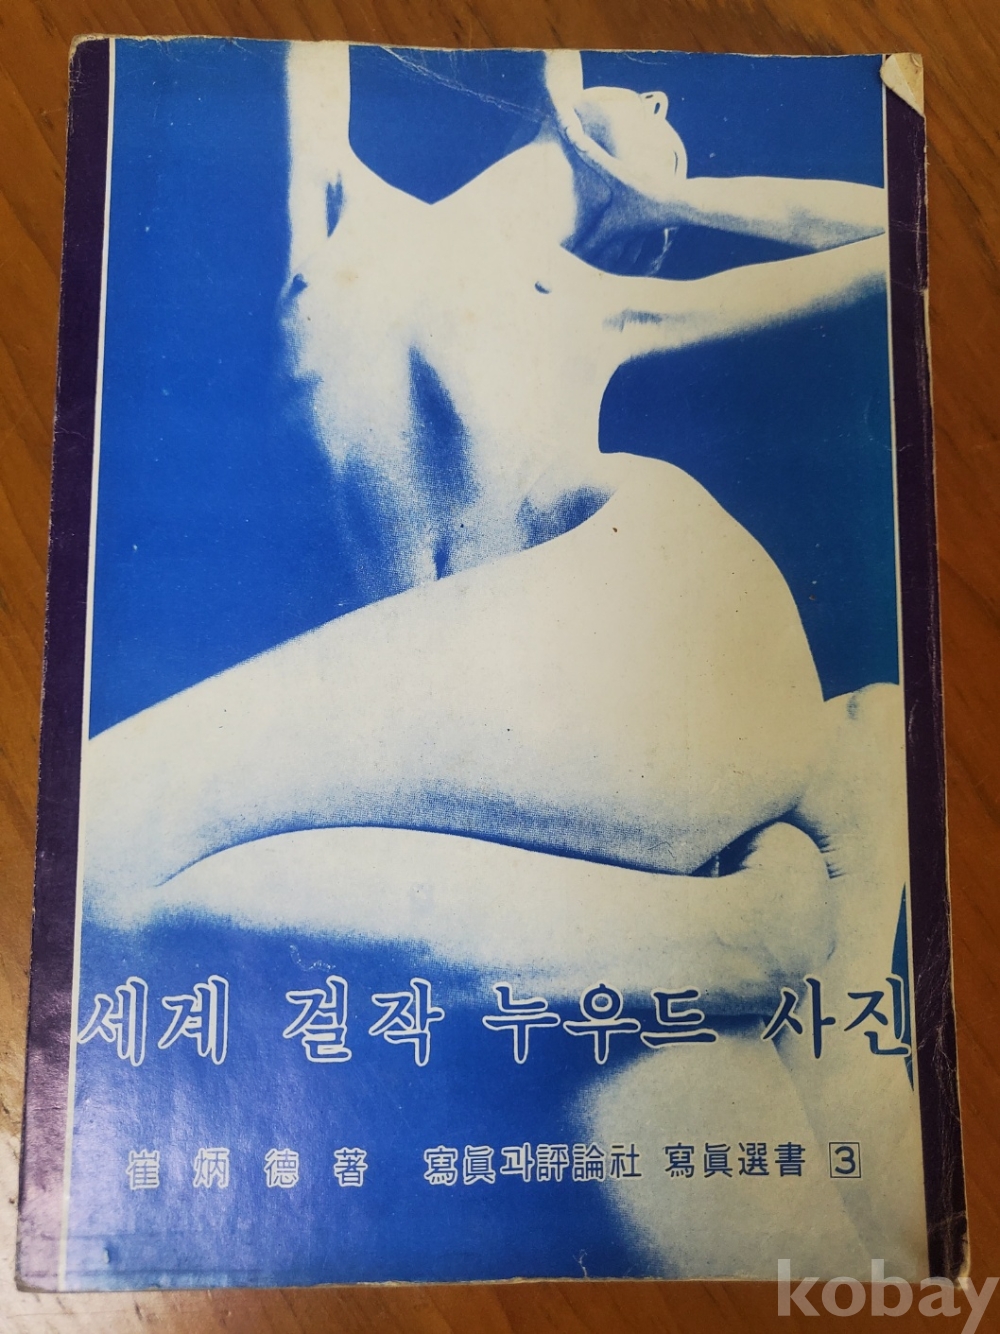 세계 걸작 누우드 사진
崔炳德著 寫眞과評論社 寫眞選書 3
kobay